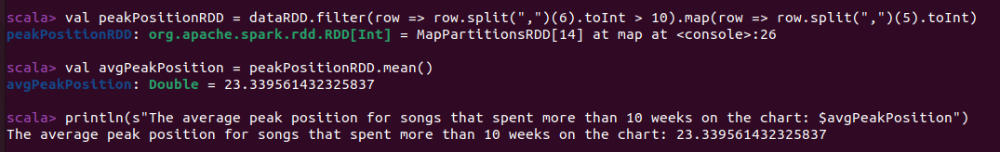 scala> val peakPositionRDD = dataRDD.filter(row => row.split(",")(6).toInt > 10).map(row => row.split(",")(5).toInt)
peakPositionRDD: org.apache.spark.rdd.RDD[Int] = MapPartitionsRDD[14] at map at <console>:26
scala> val avgPeakPosition = peakPositionRDD.mean()
avgPeakPosition: Double = 23.339561432325837
scala> println(s"The average peak position for songs that spent more than 10 weeks on the chart: $avgPeakPosition")
The average peak position for songs that spent more than 10 weeks on the chart: 23.339561432325837